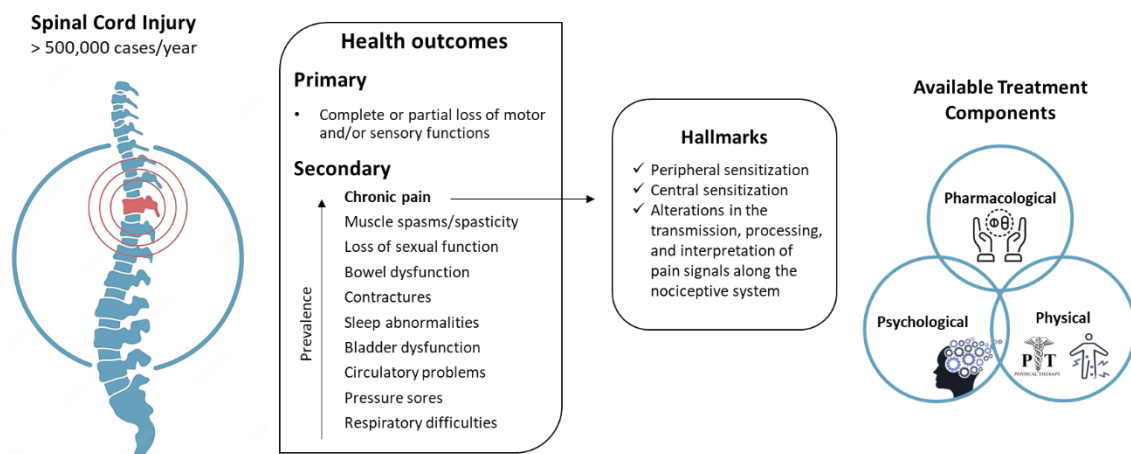 Spinal Cord Injury
> 500,000 cases/year
Health outcomes
Primary
• Complete or partial loss of motor
and/or sensory functions
Secondary
Prevalence
Chronic pain
Muscle spasms/spasticity
Loss of sexual function
Bowel dysfunction
Contractures
Sleep abnormalities
Bladder dysfunction
Circulatory problems
Pressure sores
Respiratory difficulties
Hallmarks
✓ Peripheral sensitization
✓ Central sensitization
✓ Alterations in the
transmission, processing,
and interpretation of
pain signals along the
nociceptive system
Available Treatment
Components
Pharmacological
Psychological
Physical
P T
PHYSICAL THERAPY